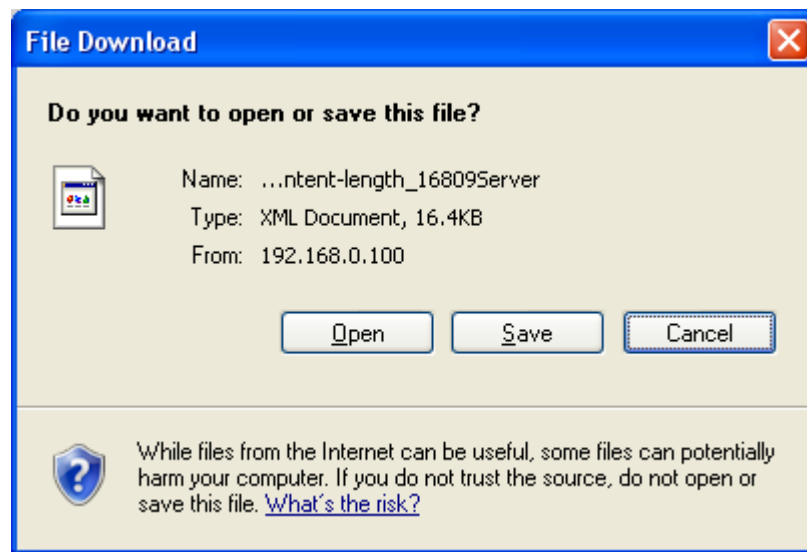 File Download
Do you want to open or save this file?
Name: ...ntent-length_16809Server
Type: XML Document, 16.4KB
From: 192.168.0.100
Open Save Cancel
While files from the Internet can be useful, some files can potentially
harm your computer. If you do not trust the source, do not open or
save this file. What's the risk?